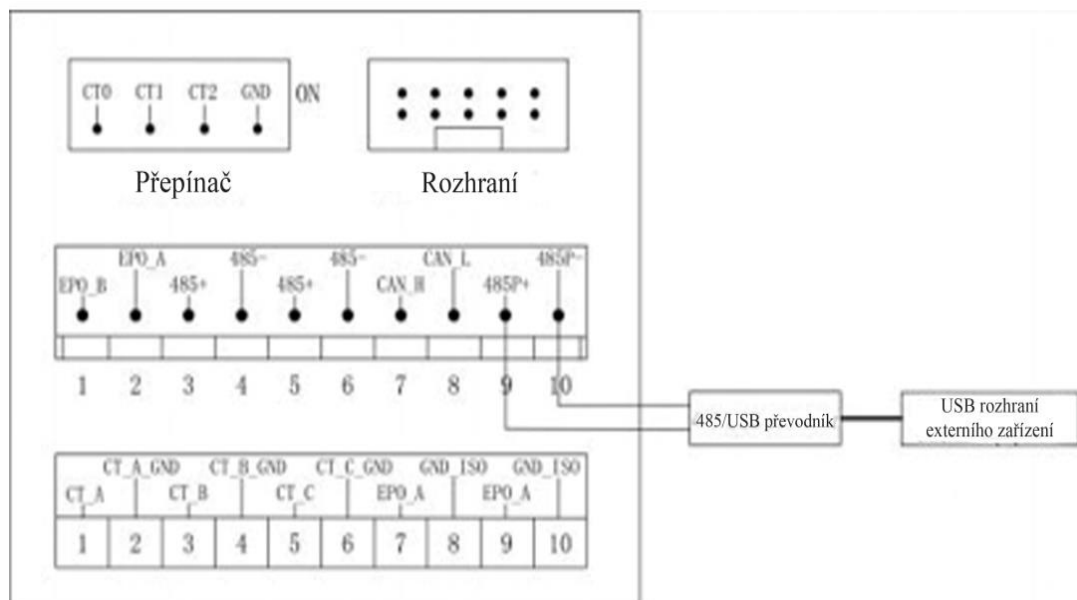 CT0 CT1 CT2 GND ON
Přepínač Rozhraní
EPO_A 485- 485- CAN_L 485P-
EPO_B 485+ 485+ CAN_H 485P+
1 2 3 4 5 6 7 8 9 10
485/USB převodník
USB rozhraní
externího zařízení
CT_A_GND CT_B_GND CT_C_GND GND_ISO GND_ISO
CT_A CT_B CT_C EPO_A EPO_A
1 2 3 4 5 6 7 8 9 10